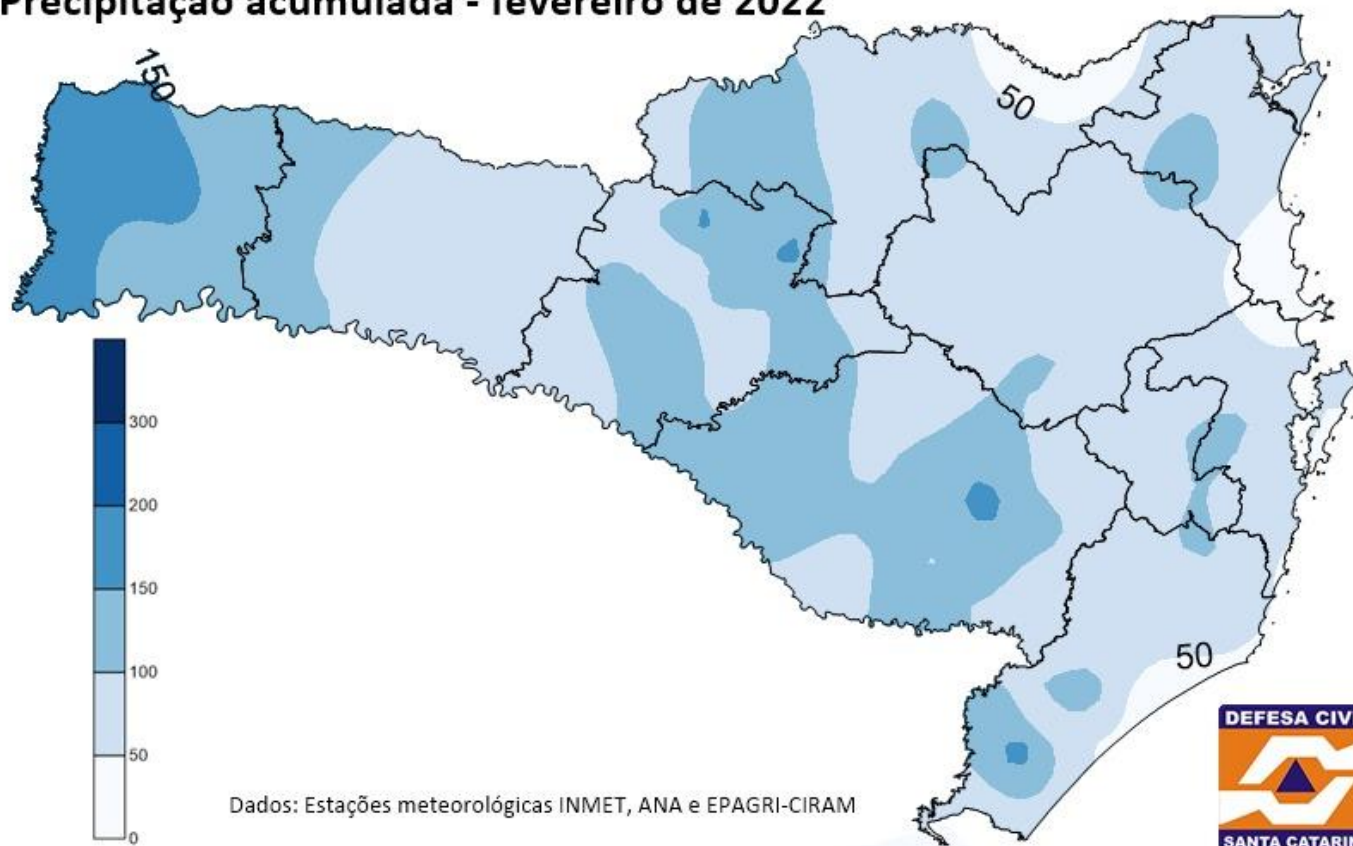 Precipitação acumulada - fevereiro de 2022
150
50
300
200
150
100
50
0
50
Dados: Estações meteorológicas INMET, ANA e EPAGRI-CIRAM
DEFESA CIV
SANTA CATARIN